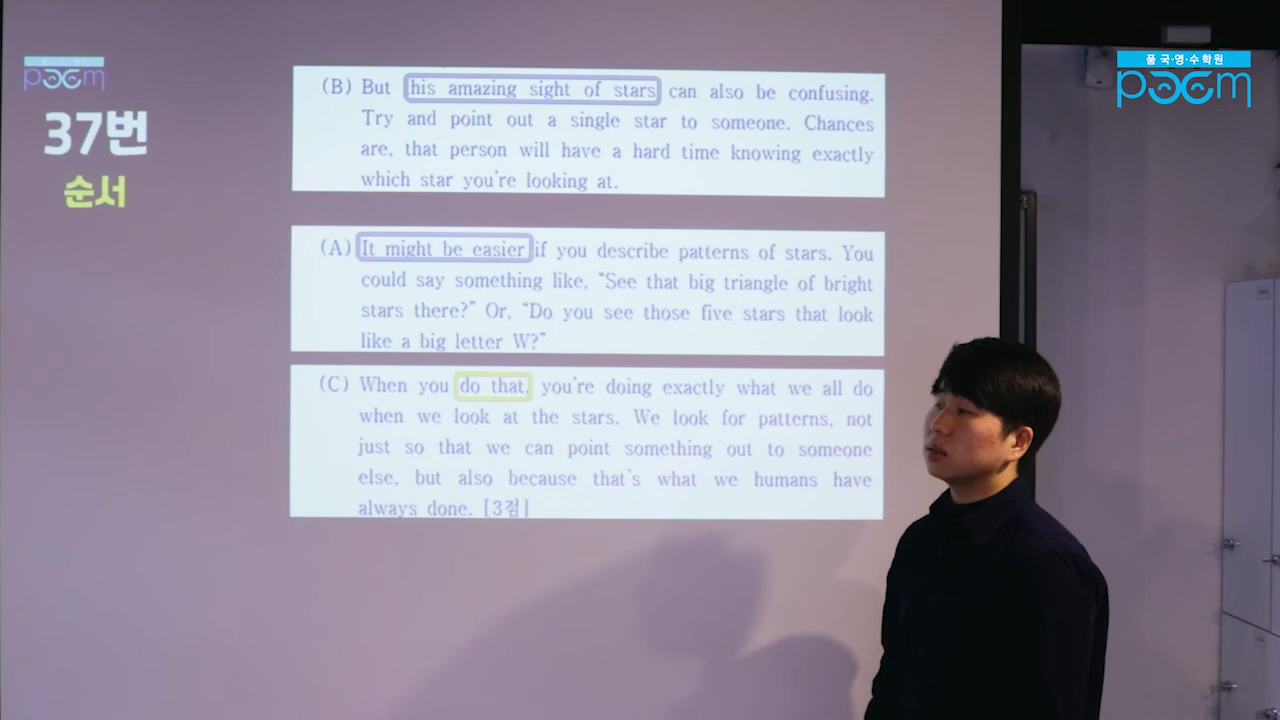 poem
37번
순서
(B) But his amazing sight of stars can also be confusing.
Try and point out a single star to someone. Chances
are, that person will have a hard time knowing exactly
which star you're looking at.
(A) It might be easier if you describe patterns of stars. You
could say something like, “See that big triangle of bright
stars there?” Or, “Do you see those five stars that look
like a big letter W?”
(C) When you do that, you're doing exactly what we all do
when we look at the stars. We look for patterns, not
just so that we can point something out to someone
else, but also because that's what we humans have
always done. [3점]
풀 국·영·수학원
poem